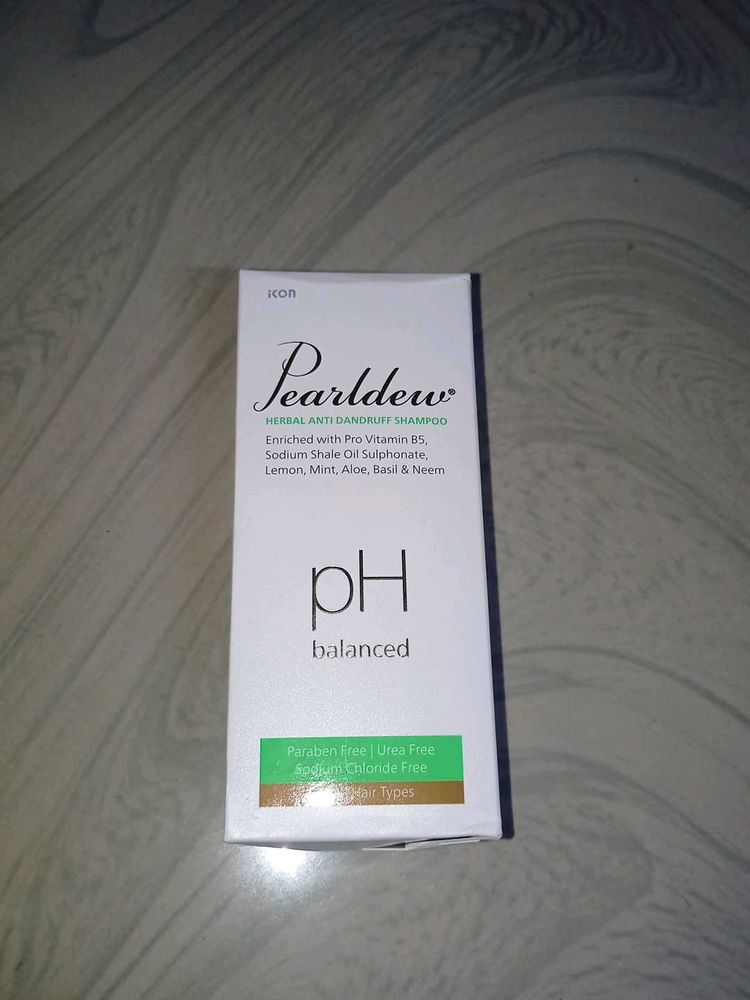 icon
Pearldew®
HERBAL ANTI DANDRUFF SHAMPOO
Enriched with Pro Vitamin B5,
Sodium Shale Oil Sulphonate,
Lemon, Mint, Aloe, Basil & Neem
pH
balanced
Paraben Free | Urea Free
Sodium Chloride Free
Hair Types